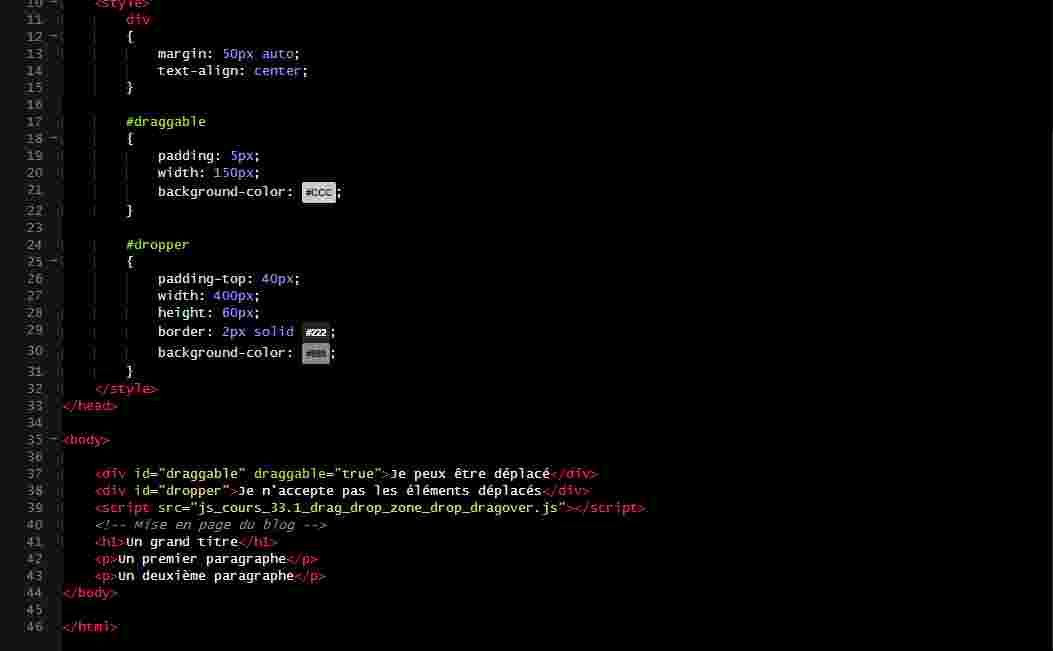 10 <style>
11 div
12 {
13 margin: 50px auto;
14 text-align: center;
15 }
16
17 #draggable
18 {
19 padding: 5px;
20 width: 150px;
21 background-color: #CCC;
22 }
23
24 #dropper
25 {
26 padding-top: 40px;
27 width: 400px;
28 height: 60px;
29 border: 2px solid #222;
30 background-color: ;
31 }
32 </style>
33 </head>
34
35 <body>
36
37 <div id="draggable" draggable="true">Je peux être déplacé</div>
38 <div id="dropper">Je n'accepte pas les éléments déplacés</div>
39 <script src="js_cours_33.1_drag_drop_zone_drop_dragover.js"></script>
40 <!-- Mise en page du blog -->
41 <h1>Un grand titre</h1>
42 <p>Un premier paragraphe</p>
43 <p>Un deuxième paragraphe</p>
44 </body>
45
46 </html>